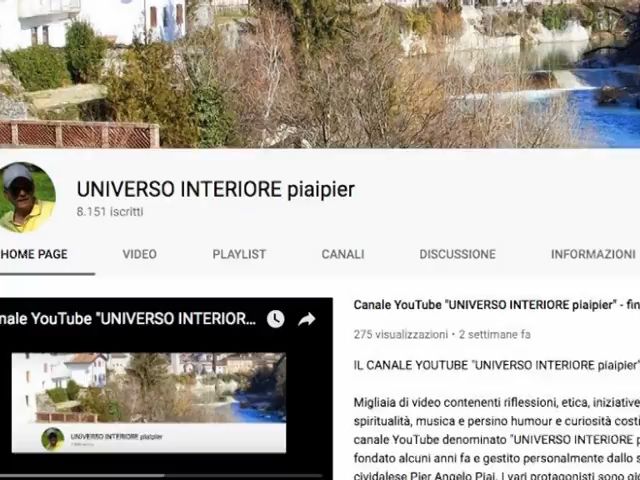 UNIVERSO INTERIORE piaipier
8.151 iscritti
HOME PAGE VIDEO PLAYLIST CANALI DISCUSSIONE INFORMAZIONI
nale YouTube "UNIVERSO INTERIOR...
UNIVERSO INTERIORE piaipier
Canale YouTube "UNIVERSO INTERIORE piaipier" - fin
275 visualizzazioni • 2 settimane fa
IL CANALE YOUTUBE "UNIVERSO INTERIORE piaipier"
Migliaia di video contenenti riflessioni, etica, iniziative
spiritualità, musica e persino humour e curiosità costi
canale YouTube denominato "UNIVERSO INTERIORE p
fondato alcuni anni fa e gestito personalmente dallo s
cividalese Pier Angelo Piai. I vari protagonisti sono gi